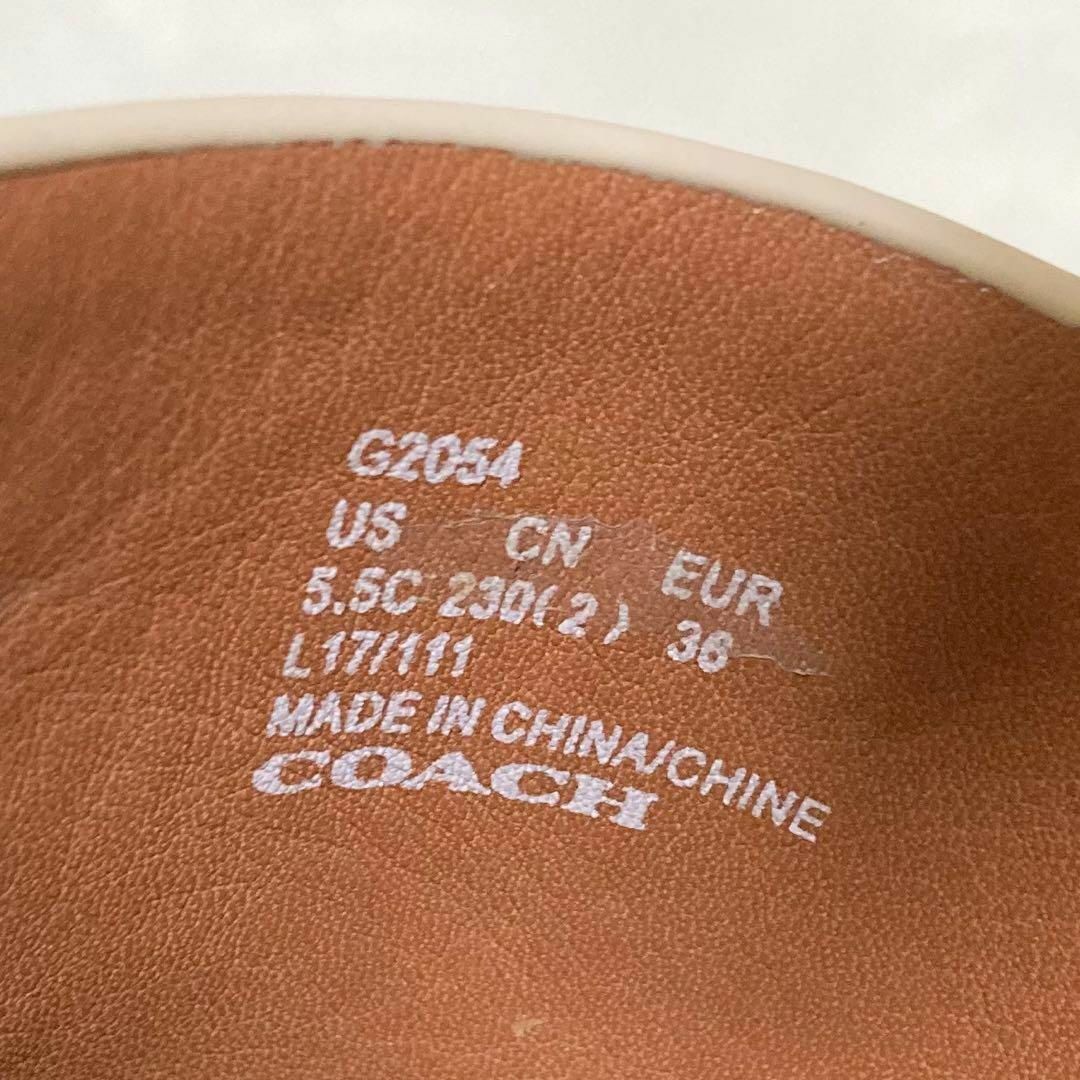 G2054
US CN EUR
5.5C 230(2) 36
L17/111
MADE IN CHINA/CHINE
COACH